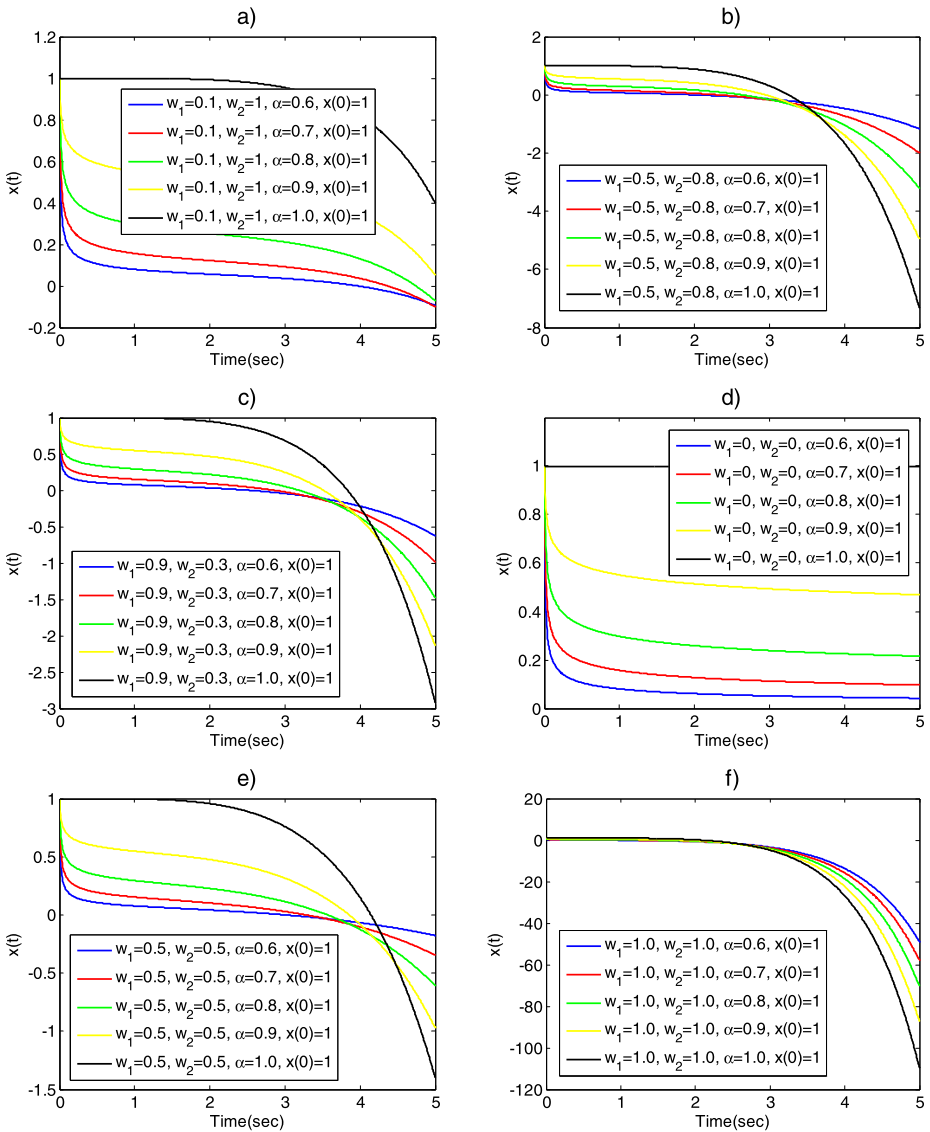 a)
1.2
1
0.8
0.6
0.4
0.2
0
-0.2
x(t)
w1=0.1, w2=1, α=0.6, x(0)=1
w1=0.1, w2=1, α=0.7, x(0)=1
w1=0.1, w2=1, α=0.8, x(0)=1
w1=0.1, w2=1, α=0.9, x(0)=1
w1=0.1, w2=1, α=1.0, x(0)=1
0 1 2 3 4 5
Time(sec)
b)
2
0
-2
-4
-6
-8
x(t)
w1=0.5, w2=0.8, α=0.6, x(0)=1
w1=0.5, w2=0.8, α=0.7, x(0)=1
w1=0.5, w2=0.8, α=0.8, x(0)=1
w1=0.5, w2=0.8, α=0.9, x(0)=1
w1=0.5, w2=0.8, α=1.0, x(0)=1
0 1 2 3 4 5
Time(sec)
c)
1
0.5
0
-0.5
-1
-1.5
-2
-2.5
-3
x(t)
w1=0.9, w2=0.3, α=0.6, x(0)=1
w1=0.9, w2=0.3, α=0.7, x(0)=1
w1=0.9, w2=0.3, α=0.8, x(0)=1
w1=0.9, w2=0.3, α=0.9, x(0)=1
w1=0.9, w2=0.3, α=1.0, x(0)=1
0 1 2 3 4 5
Time(sec)
d)
1
0.8
0.6
0.4
0.2
0
x(t)
w1=0, w2=0, α=0.6, x(0)=1
w1=0, w2=0, α=0.7, x(0)=1
w1=0, w2=0, α=0.8, x(0)=1
w1=0, w2=0, α=0.9, x(0)=1
w1=0, w2=0, α=1.0, x(0)=1
0 1 2 3 4 5
Time(sec)
e)
1
0.5
0
-0.5
-1
-1.5
x(t)
w1=0.5, w2=0.5, α=0.6, x(0)=1
w1=0.5, w2=0.5, α=0.7, x(0)=1
w1=0.5, w2=0.5, α=0.8, x(0)=1
w1=0.5, w2=0.5, α=0.9, x(0)=1
w1=0.5, w2=0.5, α=1.0, x(0)=1
0 1 2 3 4 5
Time(sec)
f)
20
0
-20
-40
-60
-80
-100
-120
x(t)
w1=1.0, w2=1.0, α=0.6, x(0)=1
w1=1.0, w2=1.0, α=0.7, x(0)=1
w1=1.0, w2=1.0, α=0.8, x(0)=1
w1=1.0, w2=1.0, α=0.9, x(0)=1
w1=1.0, w2=1.0, α=1.0, x(0)=1
0 1 2 3 4 5
Time(sec)